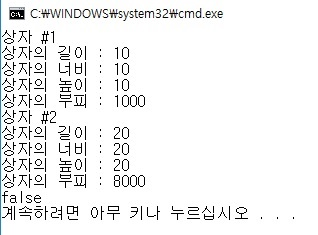 C:\WINDOWS\system32\cmd.exe
상자 #1
상자의 길이 : 10
상자의 너비 : 10
상자의 높이 : 10
상자의 부피 : 1000
상자 #2
상자의 길이 : 20
상자의 너비 : 20
상자의 높이 : 20
상자의 부피 : 8000
false
계속하려면 아무 키나 누르십시오 . . .